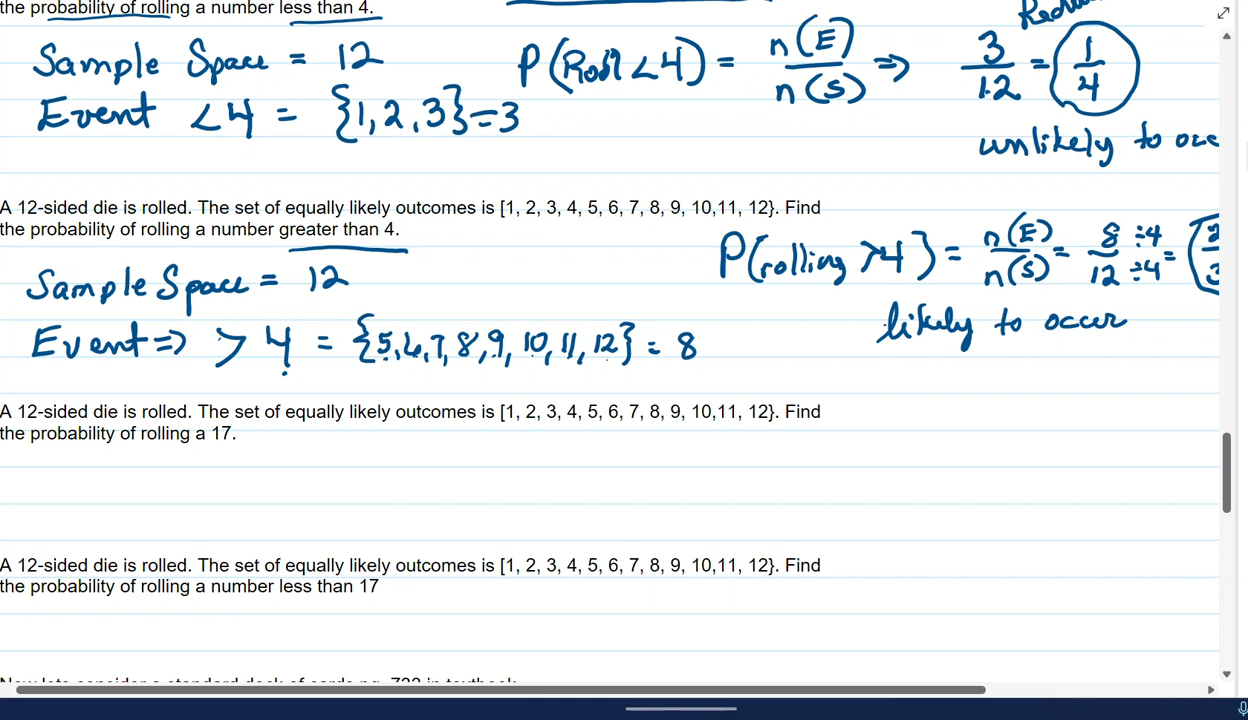 the probability of rolling a number less than 4.
Sample Space = 12
P(Roll <4) = n(E)/n(S) => 3/12 = 1/4
Event <4 = {1,2,3}=3
unlikely to occ
A 12-sided die is rolled. The set of equally likely outcomes is [1, 2, 3, 4, 5, 6, 7, 8, 9, 10,11, 12}. Find
the probability of rolling a number greater than 4.
P(rolling >4) = n(E)/n(S) = 8÷4/12÷4 = 2/3
Sample Space = 12
likely to occur
Event => > 4 = {5,6,7,8,9,10,11,12} = 8
A 12-sided die is rolled. The set of equally likely outcomes is [1, 2, 3, 4, 5, 6, 7, 8, 9, 10,11, 12}. Find
the probability of rolling a 17.
A 12-sided die is rolled. The set of equally likely outcomes is [1, 2, 3, 4, 5, 6, 7, 8, 9, 10,11, 12}. Find
the probability of rolling a number less than 17